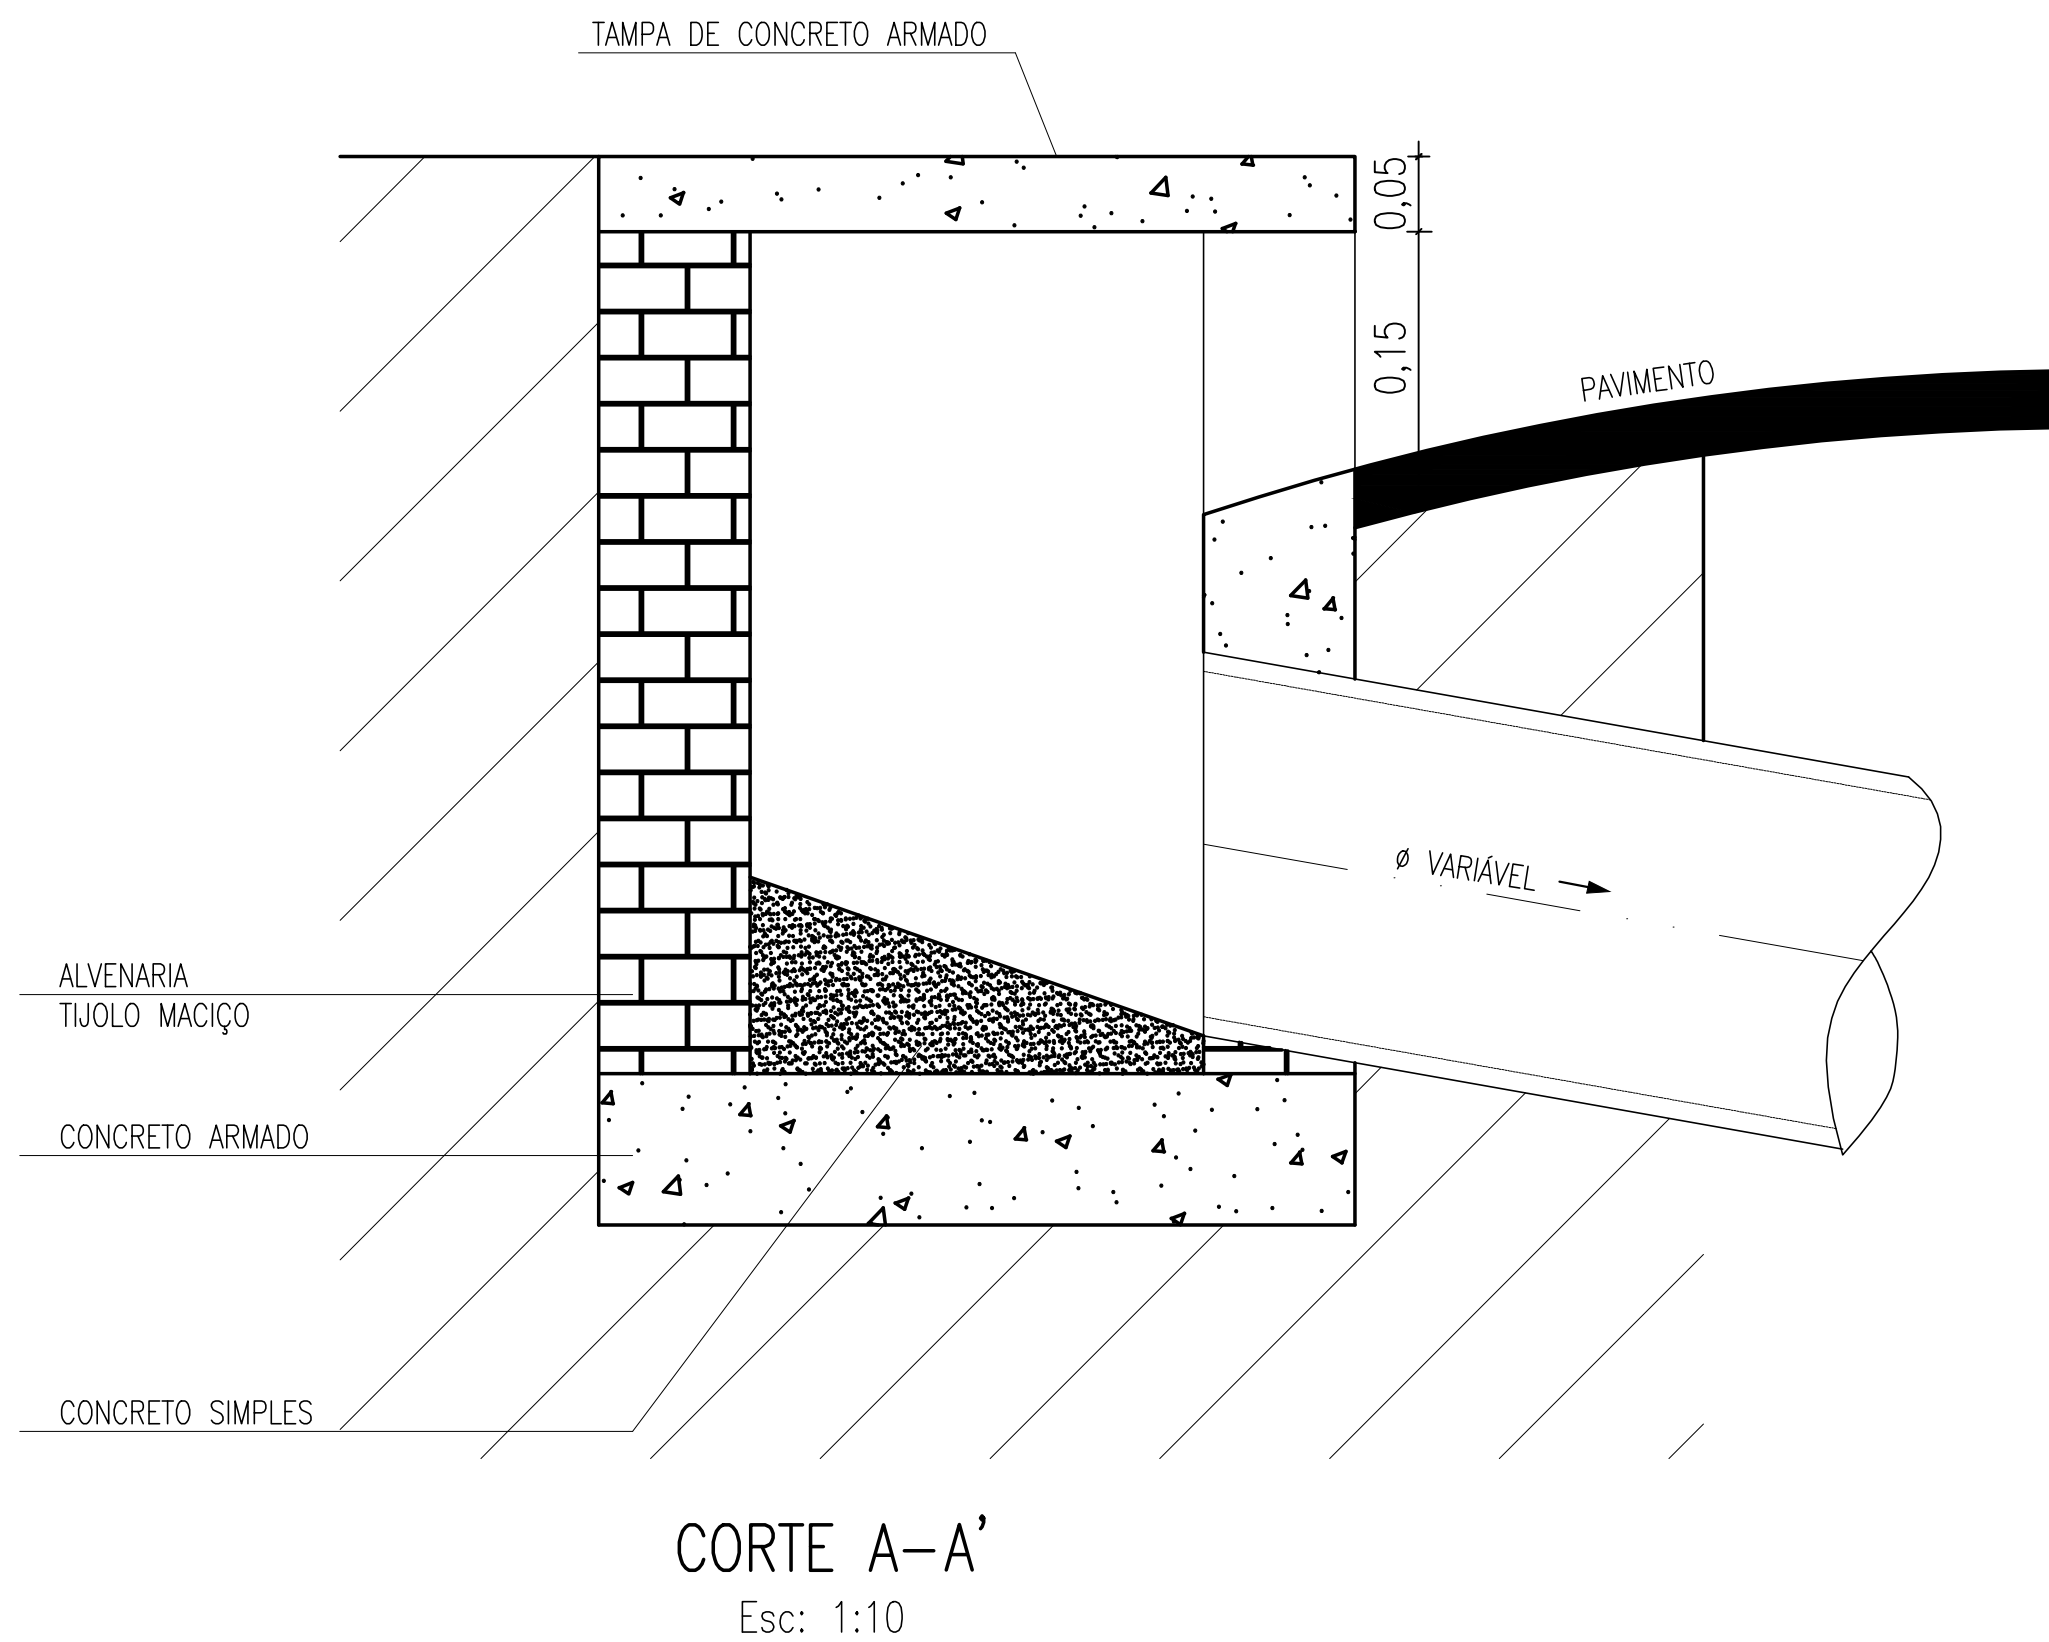 TAMPA DE CONCRETO ARMADO
0,05
0,15
PAVIMENTO
ø VARIÁVEL
ALVENARIA
TIJOLO MACIÇO
CONCRETO ARMADO
CONCRETO SIMPLES
CORTE A-A'
Esc: 1:10